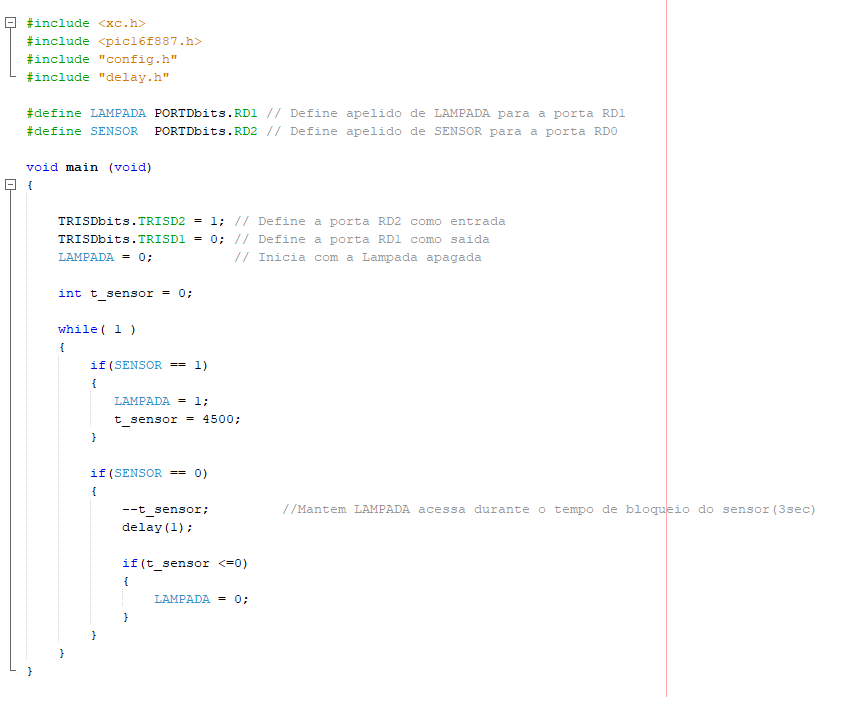 #include <xc.h>
#include <pic16f887.h>
#include "config.h"
#include "delay.h"
#define LAMPADA PORTDbits.RD1 // Define apelido de LAMPADA para a porta RD1
#define SENSOR  PORTDbits.RD2 // Define apelido de SENSOR para a porta RD0
void main (void)
{
TRISDbits.TRISD2 = 1; // Define a porta RD2 como entrada
TRISDbits.TRISD1 = 0; // Define a porta RD1 como saida
LAMPADA = 0;          // Inicia com a Lampada apagada
int t_sensor = 0;
while( 1 )
{
if(SENSOR == 1)
{
LAMPADA = 1;
t_sensor = 4500;
}
if(SENSOR == 0)
{
--t_sensor;         //Mantem LAMPADA acessa durante o tempo de bloqueio do sensor(3sec)
delay(1);
if(t_sensor <=0)
{
LAMPADA = 0;
}
}
}
}